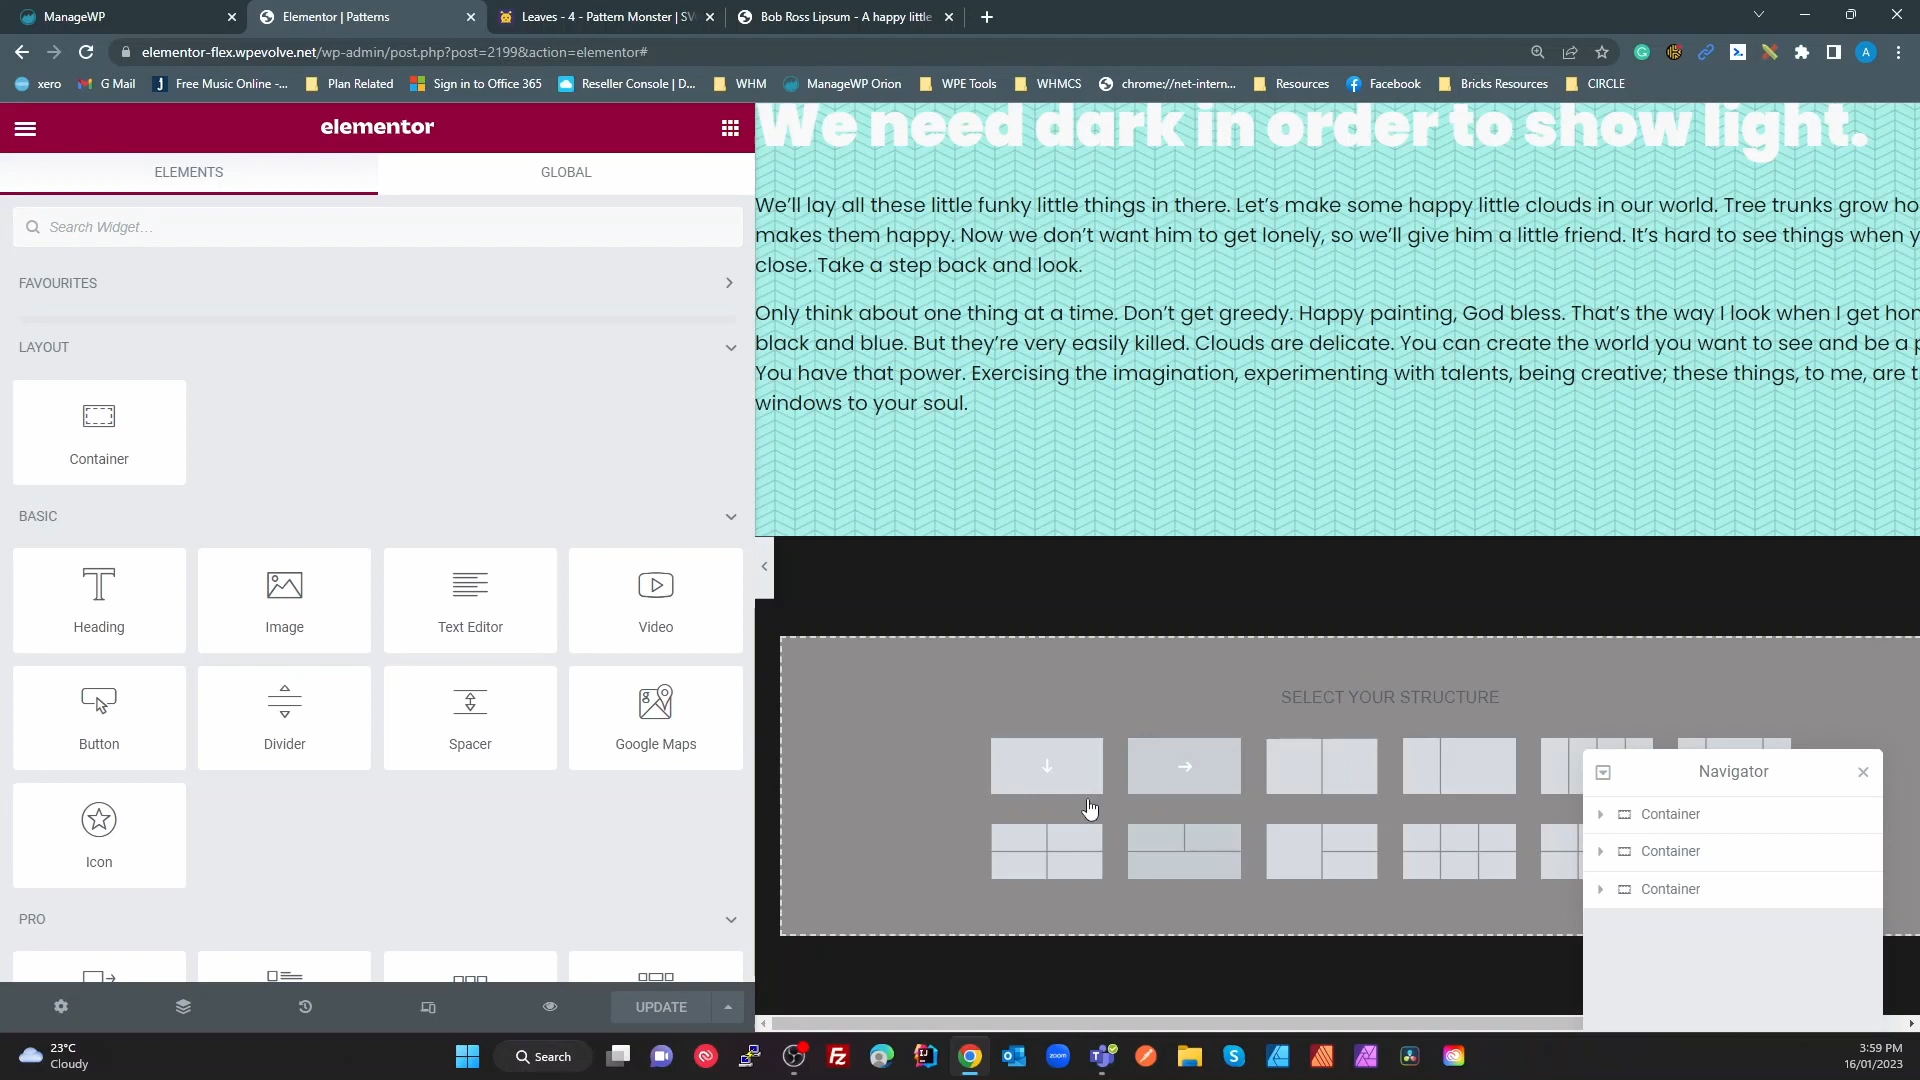 ManageWP
Elementor | Patterns
Leaves - 4 - Pattern Monster | SV
Bob Ross Lipsum - A happy little
elementor-flex.wpevolve.net/wp-admin/post.php?post=2199&action=elementor#
A
xero
G Mail
Free Music Online -...
Plan Related
Sign in to Office 365
Reseller Console | D...
WHM
ManageWP Orion
WPE Tools
WHMCS
chrome://net-intern...
Resources
Facebook
Bricks Resources
CIRCLE
elementor
ELEMENTS
GLOBAL
Search Widget...
FAVOURITES
LAYOUT
Container
BASIC
Heading
Image
Text Editor
Video
Button
Divider
Spacer
Google Maps
Icon
PRO
UPDATE
We need dark in order to show light.
We'll lay all these little funky little things in there. Let's make some happy little clouds in our world. Tree trunks grow ho
makes them happy. Now we don't want him to get lonely, so we'll give him a little friend. It's hard to see things when y
close. Take a step back and look.
Only think about one thing at a time. Don't get greedy. Happy painting, God bless. That's the way I look when I get hom
black and blue. But they're very easily killed. Clouds are delicate. You can create the world you want to see and be a p
You have that power. Exercising the imagination, experimenting with talents, being creative; these things, to me, are t
windows to your soul.
SELECT YOUR STRUCTURE
Navigator
Container
Container
Container
23°C
Cloudy
Search
zoom
3:59 PM
16/01/2023